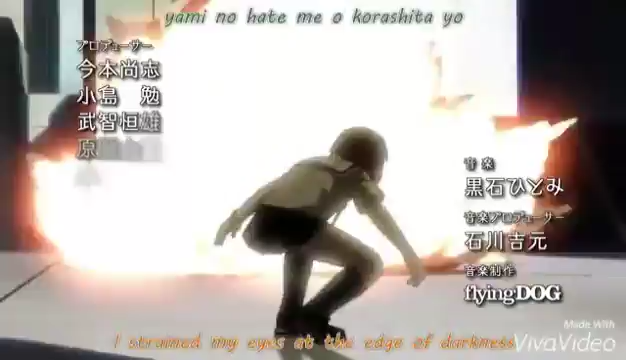 yami no hate me o korashita yo
プロデューサー
今本尚志
小島 勉
武智恒雄
原
音楽
黒石ひとみ
音楽プロデューサー
石川吉元
音楽制作
flyingDOG
I strained my eyes at the edge of darkness
Made With
VivaVideo